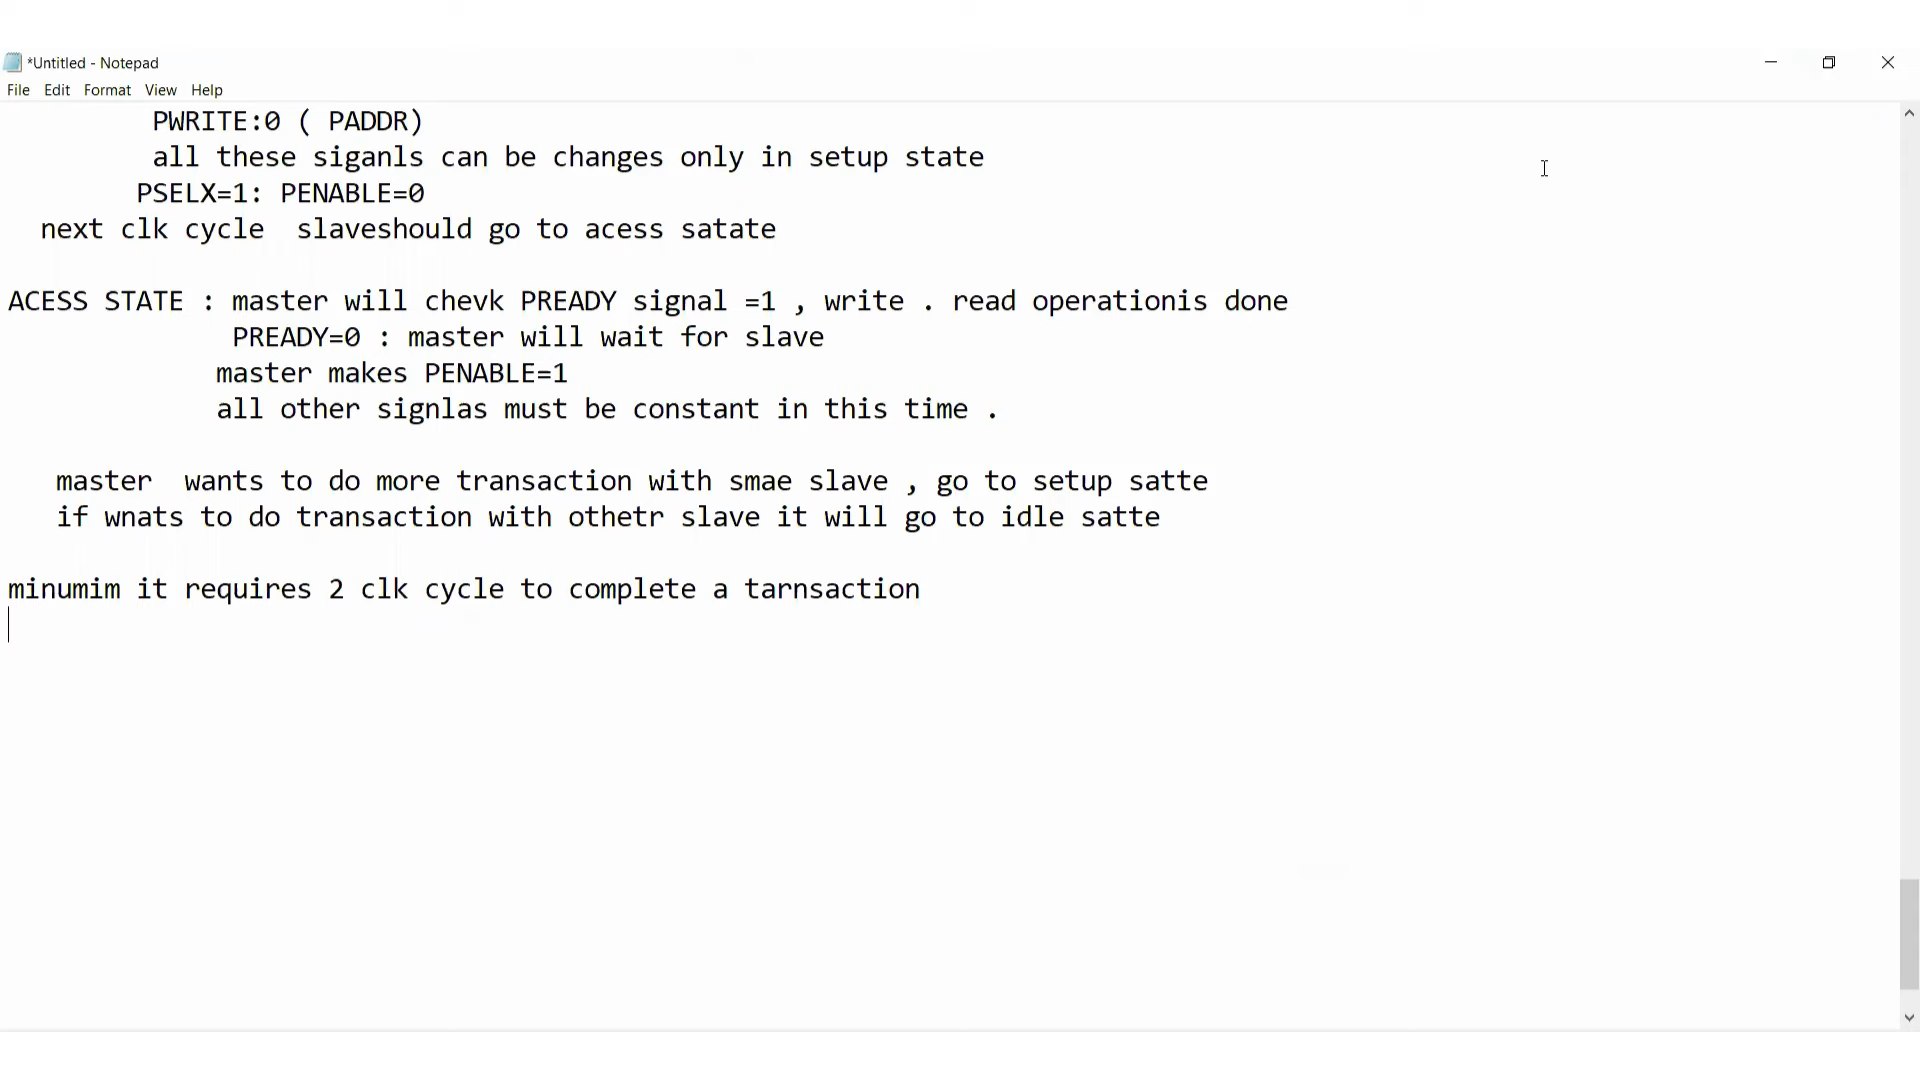 *Untitled - Notepad
File Edit Format View Help
PWRITE:0 ( PADDR)
all these siganls can be changes only in setup state
PSELX=1: PENABLE=0
next clk cycle  slaveshould go to acess satate
ACESS STATE : master will chevk PREADY signal =1 , write . read operationis done
PREADY=0 : master will wait for slave
master makes PENABLE=1
all other signlas must be constant in this time .
master  wants to do more transaction with smae slave , go to setup satte
if wnats to do transaction with othetr slave it will go to idle satte
minumim it requires 2 clk cycle to complete a tarnsaction